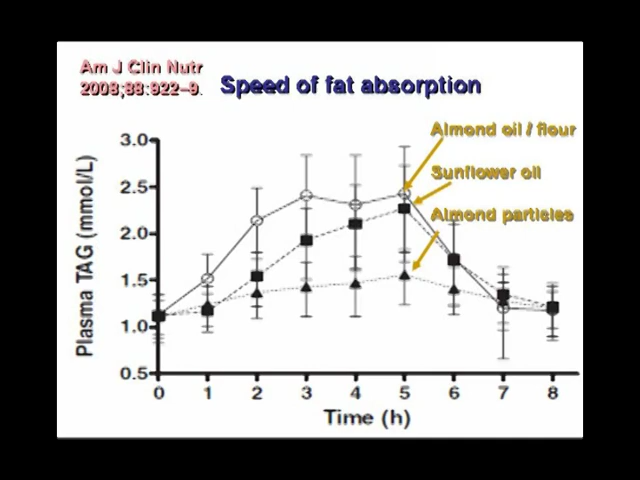 Am J Clin Nutr
2008;88:922–9.
Speed of fat absorption
Almond oil / flour
Sunflower oil
Almond particles
Plasma TAG (mmol/L)
3.0
2.5
2.0
1.5
1.0
0.5
0 1 2 3 4 5 6 7 8
Time (h)